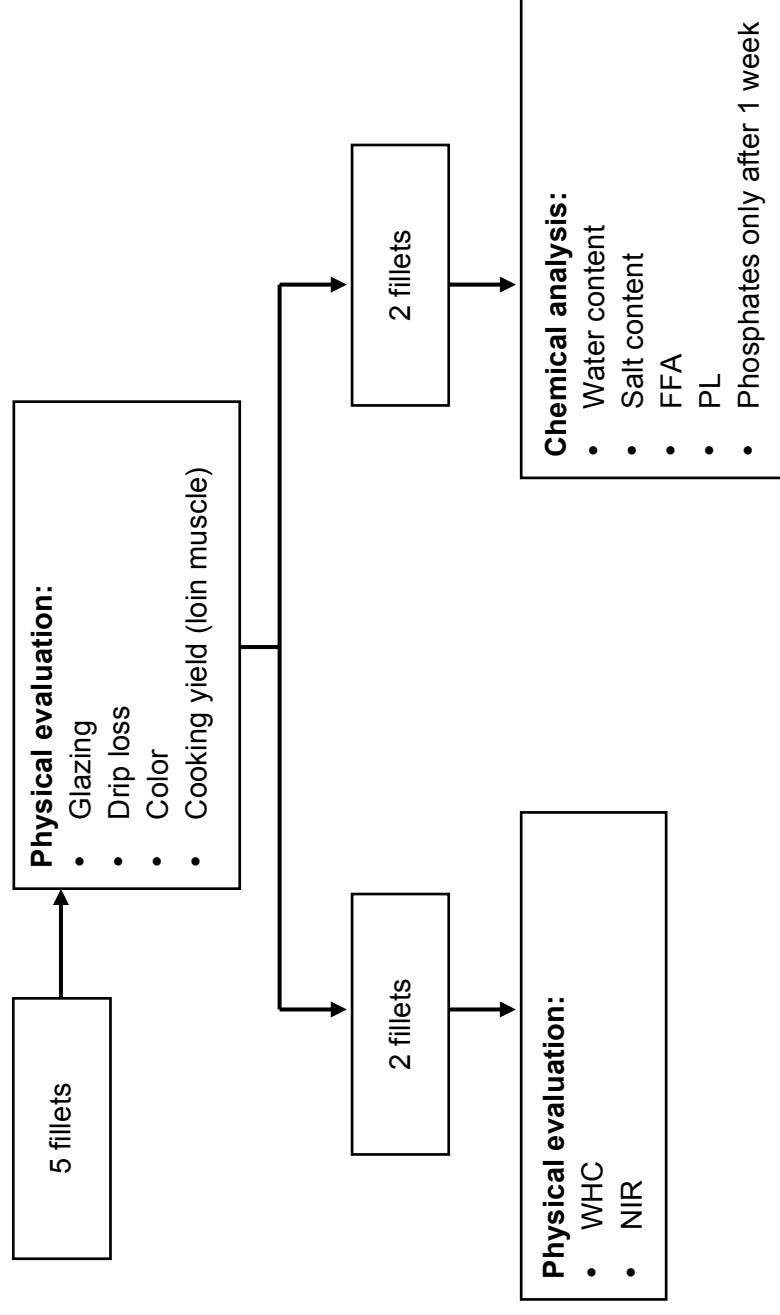 5 fillets
Physical evaluation:
• Glazing
• Drip loss
• Color
• Cooking yield (loin muscle)
2 fillets
2 fillets
Physical evaluation:
• WHC
• NIR
Chemical analysis:
• Water content
• Salt content
• FFA
• PL
• Phosphates only after 1 week